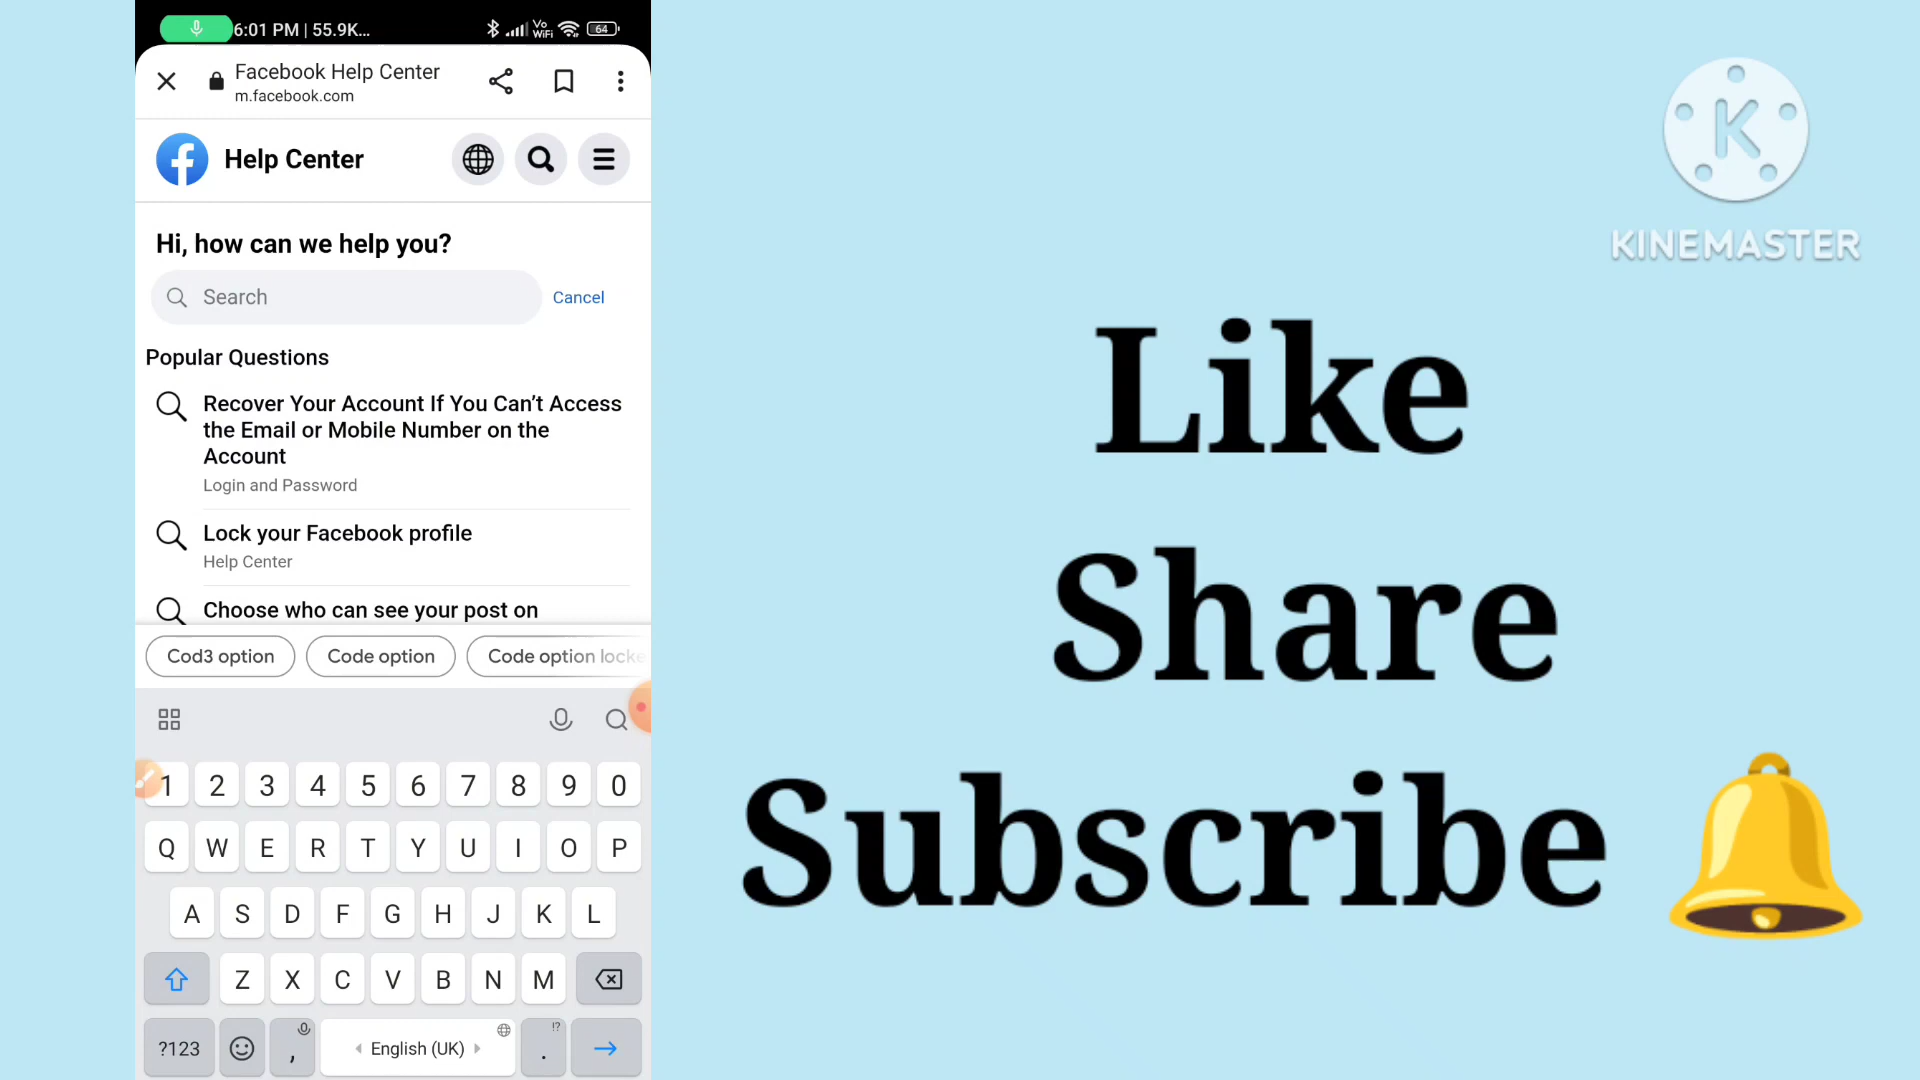 6:01 PM | 55.9K...
Vo
WiFi
64
Facebook Help Center
m.facebook.com
Help Center
Hi, how can we help you?
Search
Cancel
Popular Questions
Recover Your Account If You Can’t Access
the Email or Mobile Number on the
Account
Login and Password
Lock your Facebook profile
Help Center
Choose who can see your post on
Cod3 option
Code option
Code option locke
1 2 3 4 5 6 7 8 9 0
Q W E R T Y U I O P
A S D F G H J K L
Z X C V B N M
?123 , English (UK) !? .
K
KINEMASTER
Like
Share
Subscribe